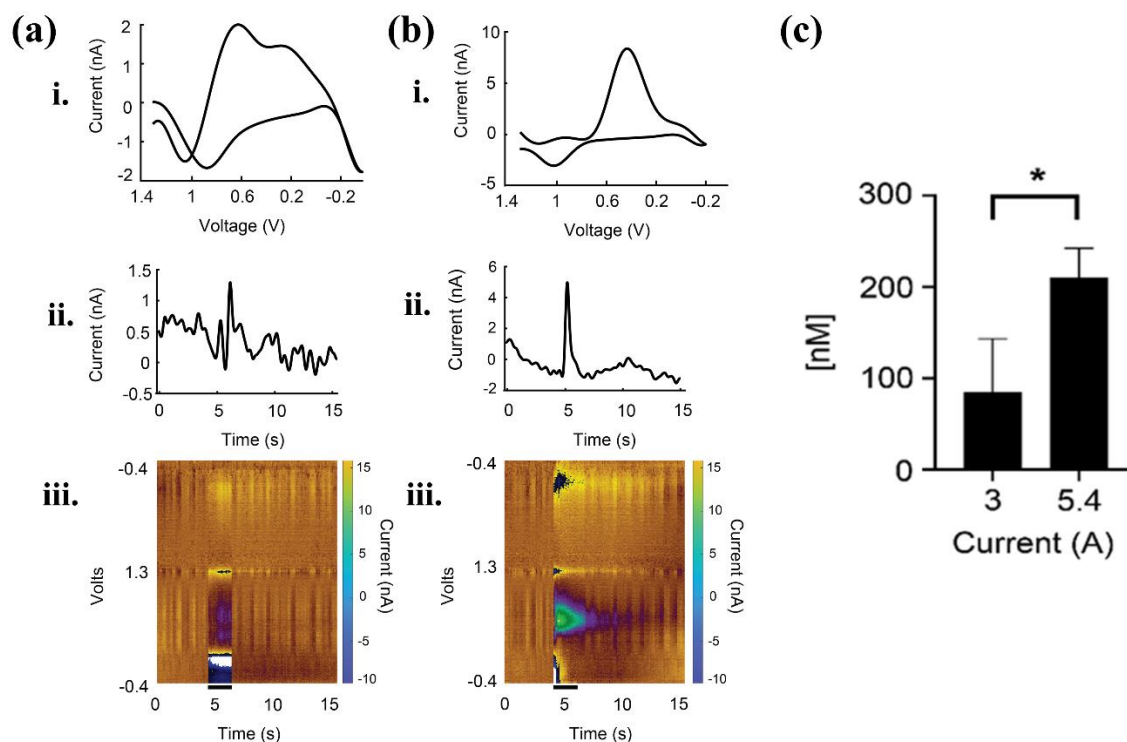 (a)
i.
Current (nA)
2
1
0
-1
-2
1.4 1 0.6 0.2 -0.2
Voltage (V)
ii.
Current (nA)
1.5
1
0.5
0
-0.5
0 5 10 15
Time (s)
iii.
Volts
-0.4
1.3
-0.4
0 5 10 15
Time (s)
15
10
5
0
-5
-10
Current (nA)
(b)
i.
Current (nA)
10
5
0
-5
1.4 1 0.6 0.2 -0.2
Voltage (V)
ii.
Current (nA)
6
4
2
0
-2
0 5 10 15
Time (s)
iii.
Volts
-0.4
1.3
-0.4
0 5 10 15
Time (s)
15
10
5
0
-5
-10
Current (nA)
(c)
*
[nM]
300
200
100
0
3 5.4
Current (A)